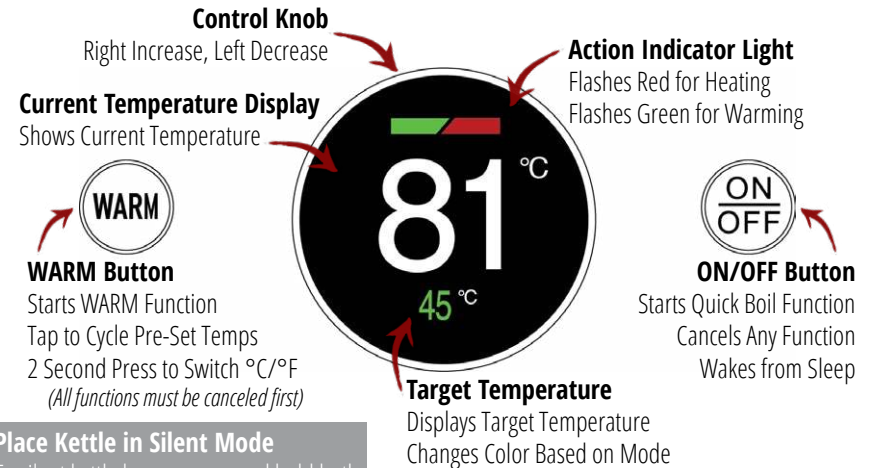 Control Knob
Right Increase, Left Decrease
Action Indicator Light
Flashes Red for Heating
Flashes Green for Warming
Current Temperature Display
Shows Current Temperature
81 °C
45 °C
WARM
WARM Button
Starts WARM Function
Tap to Cycle Pre-Set Temps
2 Second Press to Switch °C/°F
(All functions must be canceled first)
ON
OFF
ON/OFF Button
Starts Quick Boil Function
Cancels Any Function
Wakes from Sleep
Target Temperature
Displays Target Temperature
Changes Color Based on Mode
Place Kettle in Silent Mode